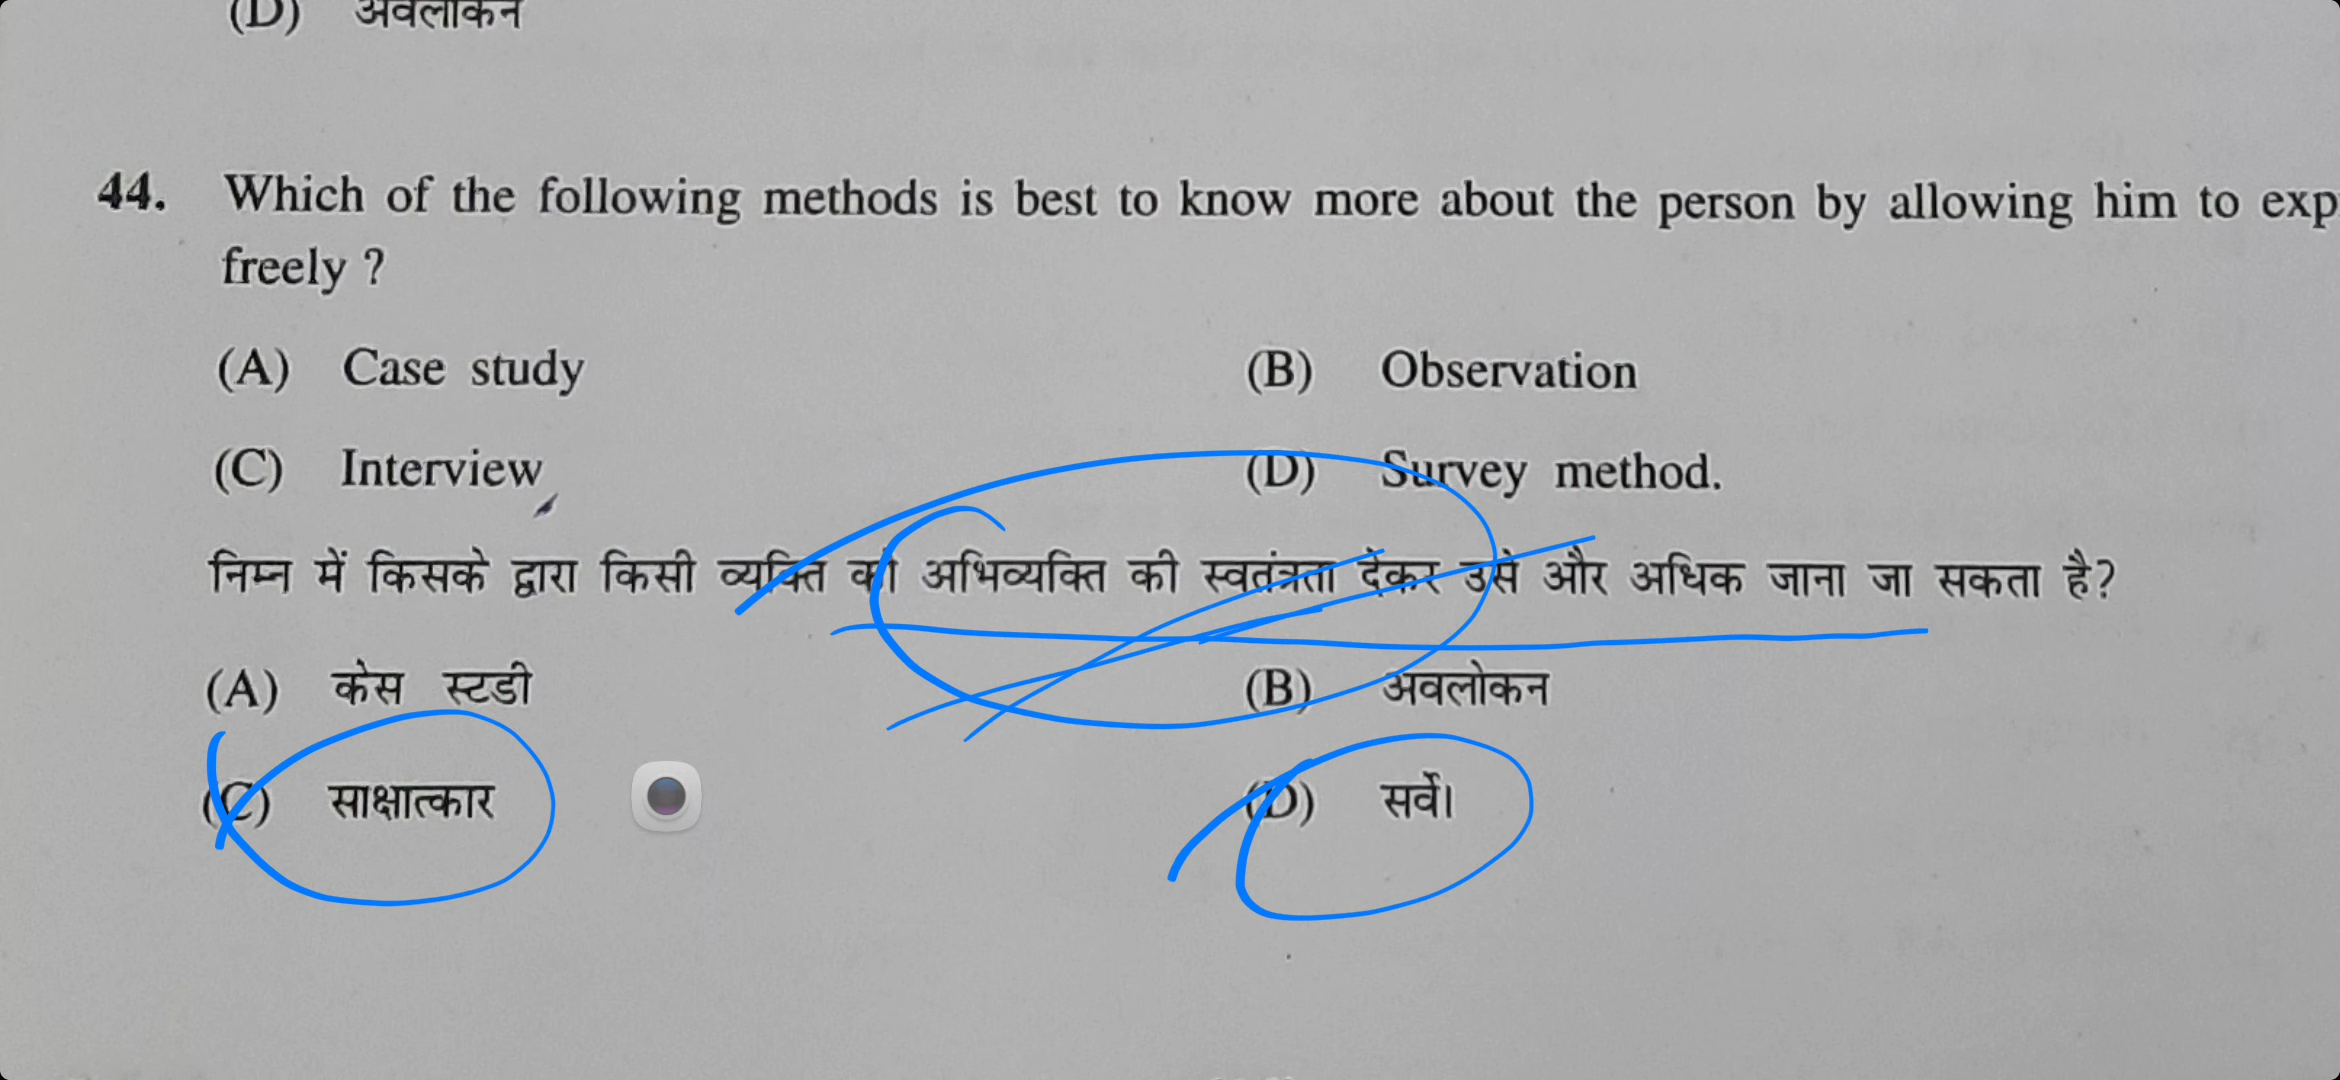 (D) अवलोकन
44. Which of the following methods is best to know more about the person by allowing him to exp
freely ?
(A) Case study (B) Observation
(C) Interview (D) Survey method.
निम्न में किसके द्वारा किसी व्यक्ति को अभिव्यक्ति की स्वतंत्रता देकर उसे और अधिक जाना जा सकता है?
(A) केस स्टडी (B) अवलोकन
(C) साक्षात्कार (D) सर्वे।